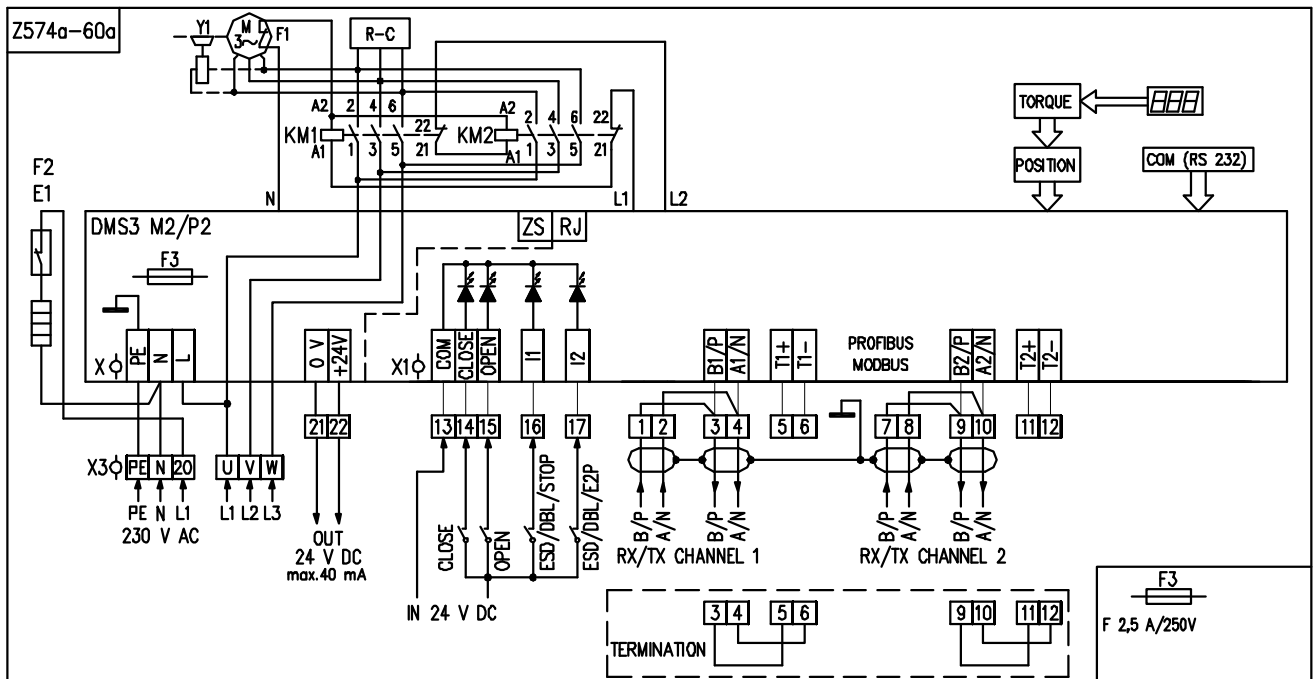 Z574a-60a
Y1
M
3~
F1
R-C
A2 2 4 6
KM1
A1 1 3 5
22
21
A2 2 4 6 22
KM2
A1 1 3 5 21
TORQUE
POSITION
COM (RS 232)
F2
E1
N
L1 L2
DMS3 M2/P2
ZS RJ
F3
X
PE N L
0 V +24V
X1
COM CLOSE OPEN
I1
I2
B1/P A1/N
T1+ T1-
PROFIBUS
MODBUS
B2/P A2/N
T2+ T2-
21 22
13 14 15 16 17
1 2 3 4 5 6
7 8 9 10 11 12
X3
PE N 20
U V W
PE N L1
230 V AC
L1 L2 L3
OUT
24 V DC
max.40 mA
CLOSE
OPEN
ESD/DBL/STOP
ESD/DBL/E2P
IN 24 V DC
B/P A/N B/P A/N
RX/TX CHANNEL 1
B/P A/N B/P A/N
RX/TX CHANNEL 2
TERMINATION
3 4 5 6
9 10 11 12
F3
F 2,5 A/250V